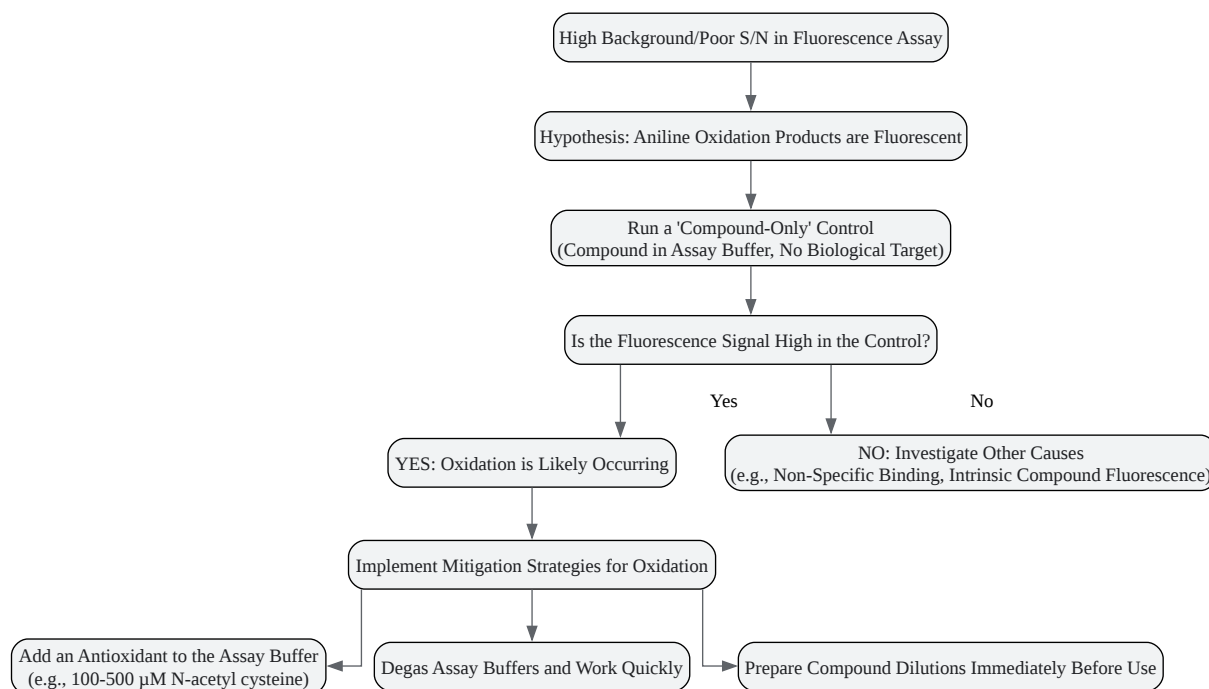 High Background/Poor S/N in Fluorescence Assay
Hypothesis: Aniline Oxidation Products are Fluorescent
Run a 'Compound-Only' Control
(Compound in Assay Buffer, No Biological Target)
Is the Fluorescence Signal High in the Control?
Yes
No
YES: Oxidation is Likely Occurring
NO: Investigate Other Causes
(e.g., Non-Specific Binding, Intrinsic Compound Fluorescence)
Implement Mitigation Strategies for Oxidation
Add an Antioxidant to the Assay Buffer
(e.g., 100-500 µM N-acetyl cysteine)
Degas Assay Buffers and Work Quickly
Prepare Compound Dilutions Immediately Before Use